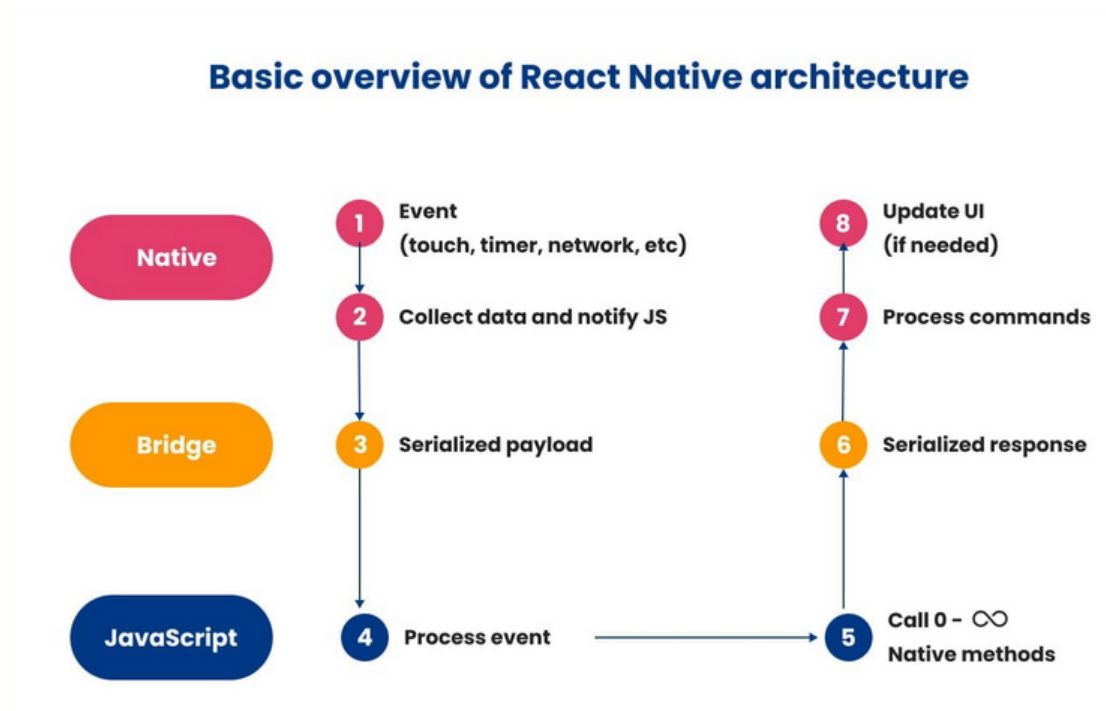 Basic overview of React Native architecture
Native
1
Event
(touch, timer, network, etc)
2
Collect data and notify JS
8
Update UI
(if needed)
7
Process commands
Bridge
3
Serialized payload
6
Serialized response
JavaScript
4
Process event
5
Call 0 - ∞
Native methods